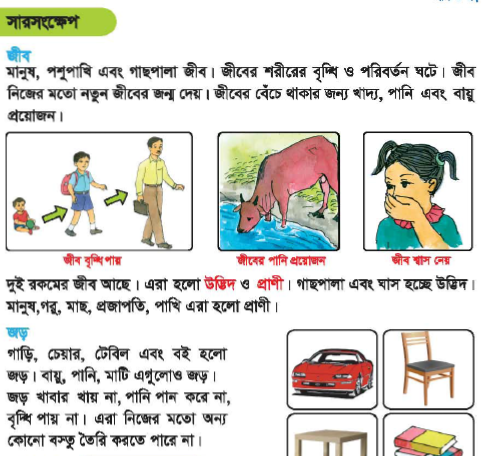 সারসংক্ষেপ
জীব
মানুষ, পশুপাখি এবং গাছপালা জীব। জীবের শরীরের বৃদ্ধি ও পরিবর্তন ঘটে। জীব
নিজের মতো নতুন জীবের জন্ম দেয়। জীবের বেঁচে থাকার জন্য খাদ্য, পানি এবং বায়ু
প্রয়োজন।
জীব বৃদ্ধি পায়
জীবের পানি প্রয়োজন
জীব শ্বাস নেয়
দুই রকমের জীব আছে। এরা হলো উদ্ভিদ ও প্রাণী। গাছপালা এবং ঘাস হচ্ছে উদ্ভিদ।
মানুষ,গরু, মাছ, প্রজাপতি, পাখি এরা হলো প্রাণী।
জড়
গাড়ি, চেয়ার, টেবিল এবং বই হলো
জড়। বায়ু, পানি, মাটি এগুলোও জড়।
জড় খাবার খায় না, পানি পান করে না,
বৃদ্ধি পায় না। এরা নিজের মতো অন্য
কোনো বস্তু তৈরি করতে পারে না।